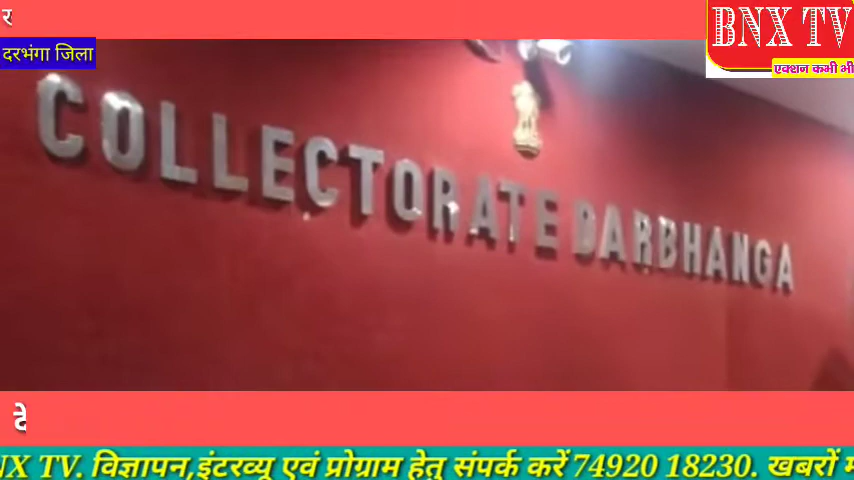 र
BNX TV
दरभंगा जिला
एक्शन कभी भी
COLLECTORATE DARBHANGA
दे
NX TV. विज्ञापन,इंटरव्यू एवं प्रोग्राम हेतु संपर्क करें 74920 18230. खबरों म